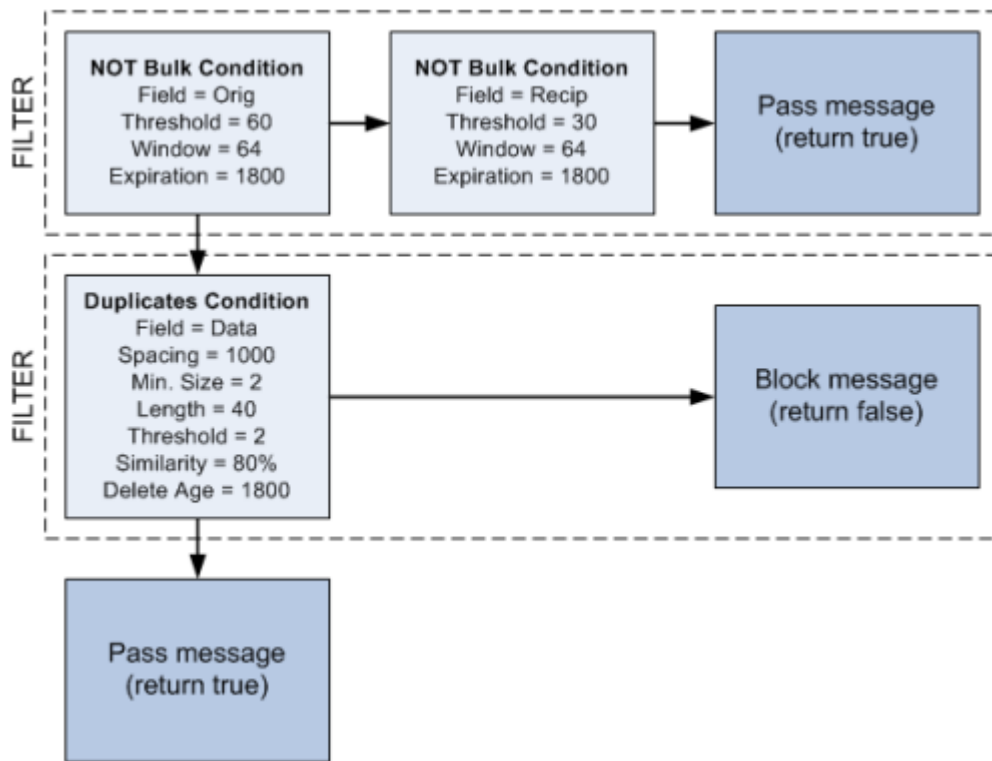 FILTER
NOT Bulk Condition
Field = Orig
Threshold = 60
Window = 64
Expiration = 1800
NOT Bulk Condition
Field = Recip
Threshold = 30
Window = 64
Expiration = 1800
Pass message
(return true)
FILTER
Duplicates Condition
Field = Data
Spacing = 1000
Min. Size = 2
Length = 40
Threshold = 2
Similarity = 80%
Delete Age = 1800
Block message
(return false)
Pass message
(return true)